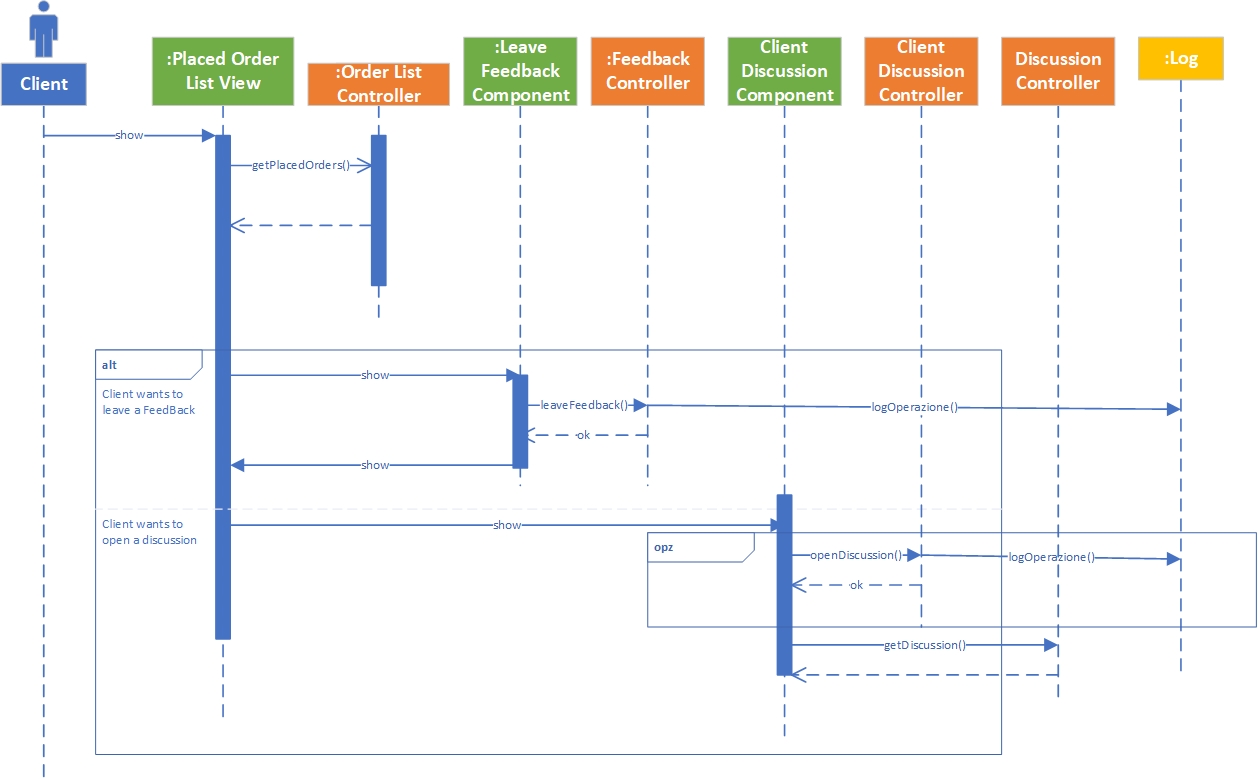 Client
:Placed Order
List View
:Order List
Controller
:Leave
Feedback
Component
:Feedback
Controller
Client
Discussion
Component
Client
Discussion
Controller
Discussion
Controller
:Log
show
getPlacedOrders()
alt
Client wants to
leave a FeedBack
show
leaveFeedback()
logOperazione()
ok
show
Client wants to
open a discussion
show
opz
openDiscussion()
logOperazione()
ok
getDiscussion()